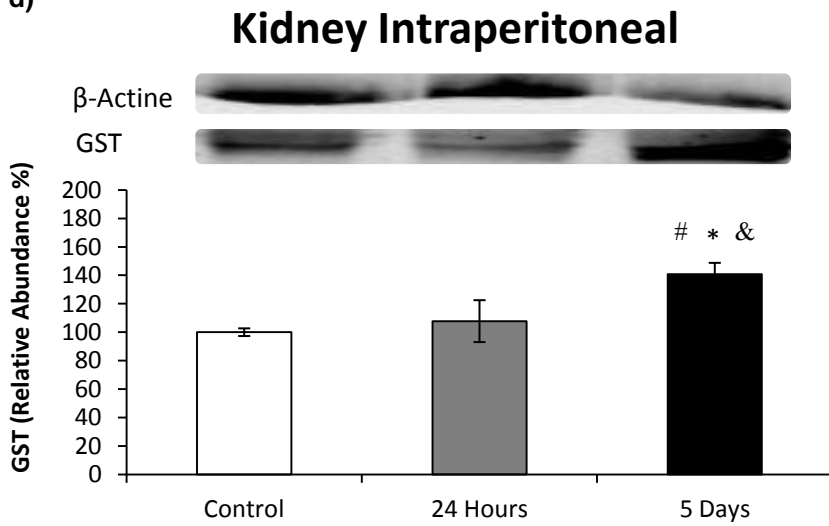 d)
Kidney Intraperitoneal
β-Actine
GST
GST (Relative Abundance %)
200
180
160
140
120
100
80
60
40
20
0
# * &
Control 24 Hours 5 Days